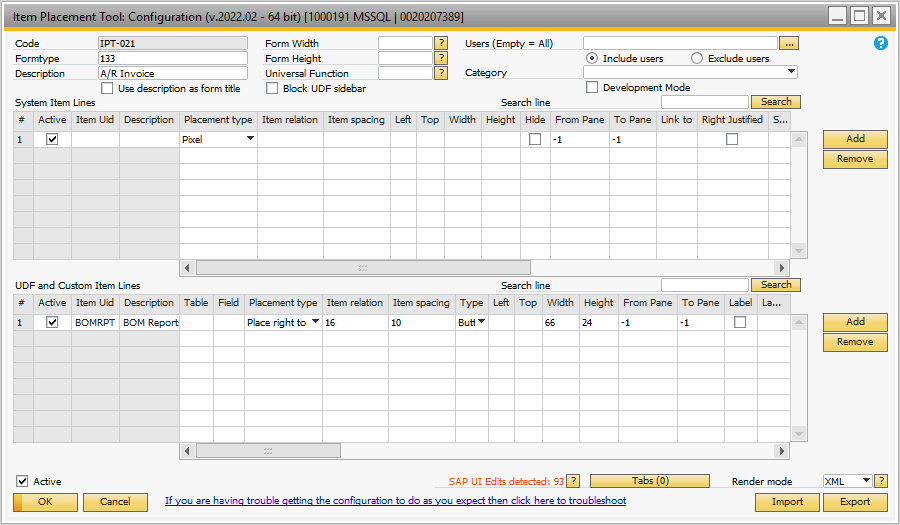 Item Placement Tool: Configuration (v.2022.02 - 64 bit) [1000191 MSSQL | 0020207389]
Code IPT-021 Form Width ? Users (Empty = All) ... ?
Formtype 133 Form Height ? Include users Exclude users
Description A/R Invoice Universal Function ? Category
Use description as form title Block UDF sidebar Development Mode
System Item Lines Search line Search
# Active Item Uid Description Placement type Item relation Item spacing Left Top Width Height Hide From Pane To Pane Link to Right Justified S...
1 Pixel -1 -1 Add
Remove
UDF and Custom Item Lines Search line Search
# Active Item Uid Description Table Field Placement type Item relation Item spacing Type Left Top Width Height From Pane To Pane Label La...
1 BOMRPT BOM Reports Place right to 16 10 Butt 66 24 -1 -1 Add
Remove
Active SAP UI Edits detected: 93 ? Tabs (0) Render mode XML ?
OK Cancel If you are having trouble getting the configuration to do as you expect then click here to troubleshoot Import Export